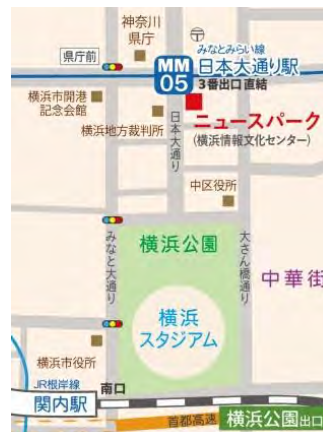 神奈川
県庁
〒
県庁前
みなとみらい線
MM
05
日本大通り駅
3番出口直結
横浜市開港
記念会館
横浜地方裁判所
日本大通り
ニュースパーク
(横浜情報文化センター)
中区役所
みなと大通り
横浜公園
大さん橋通り
中華街
横浜
スタジアム
横浜市役所
JR根岸線
南口
関内駅
首都高速
横浜公園出口